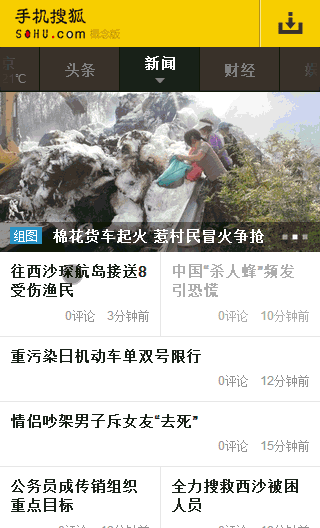 手机搜狐
SOHU.com 概念版
京
21℃
头条
新闻
财经
组图 棉花货车起火 惹村民冒火争抢
往西沙琛航岛接送8
受伤渔民
0评论 3分钟前
中国“杀人蜂”频发
引恐慌
0评论 10分钟前
重污染日机动车单双号限行
0评论 12分钟前
情侣吵架男子斥女友“去死”
0评论 15分钟前
公务员成传销组织
重点目标
全力搜救西沙被困
人员